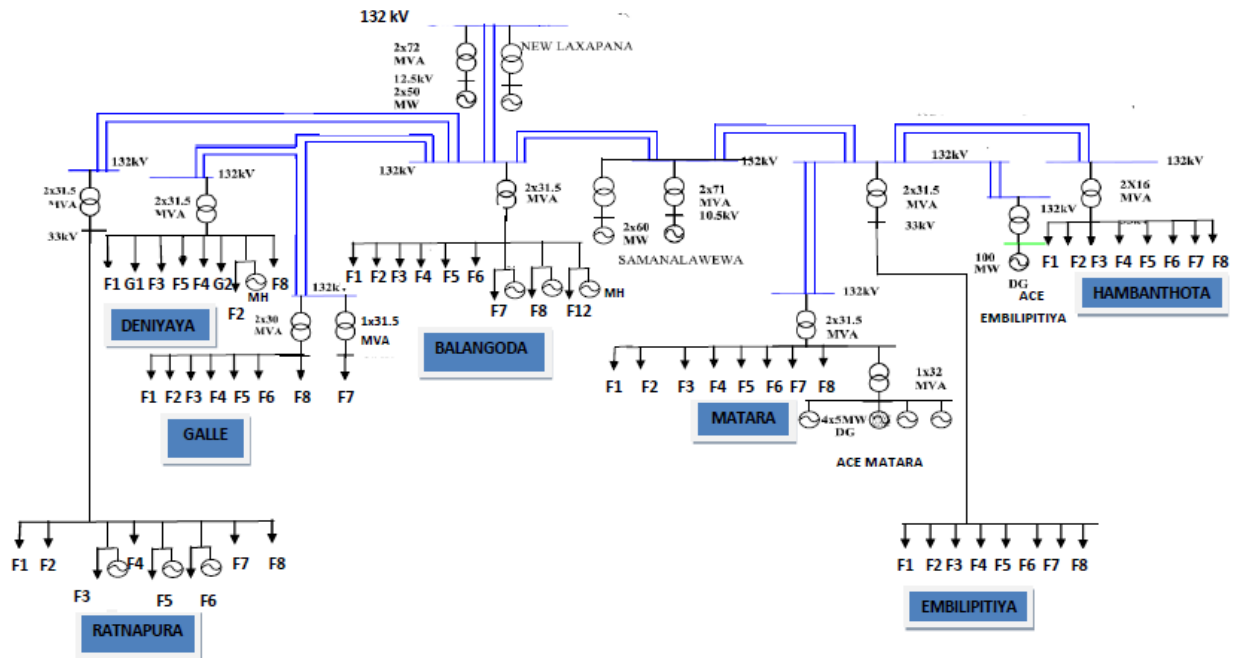 132 kV
NEW LAXAPANA
2x72
MVA
12.5kV
2x50
MW
132kV
2x31.5
MVA
33kV
132kV
2x31.5
MVA
F1 G1 F3 F5 F4 G2 F8
MH
F2
DENIYAYA
132k
2x30
MVA
1x31.5
MVA
F1 F2 F3 F4 F5 F6 F8 F7
GALLE
132kV
2x31.5
MVA
F1 F2 F3 F4 F5 F6
F7 F8 F12
MH
BALANGODA
132kV
2x60
MW
2x71
MVA
10.5kV
SAMANALAWEWA
132kV
2x31.5
MVA
33kV
132kV
2x31.5
MVA
F1 F2 F3 F4 F5 F6 F7 F8
MATARA
1x32
MVA
4x5MW
DG
ACE MATARA
132kV
100
MW
DG
ACE
EMBILIPITIYA
132kV
2X16
MVA
F1 F2 F3 F4 F5 F6 F7 F8
HAMBANTHOTA
F1 F2 F4 F7 F8
F3 F5 F6
RATNAPURA
F1 F2 F3 F4 F5 F6 F7 F8
EMBILIPITIYA